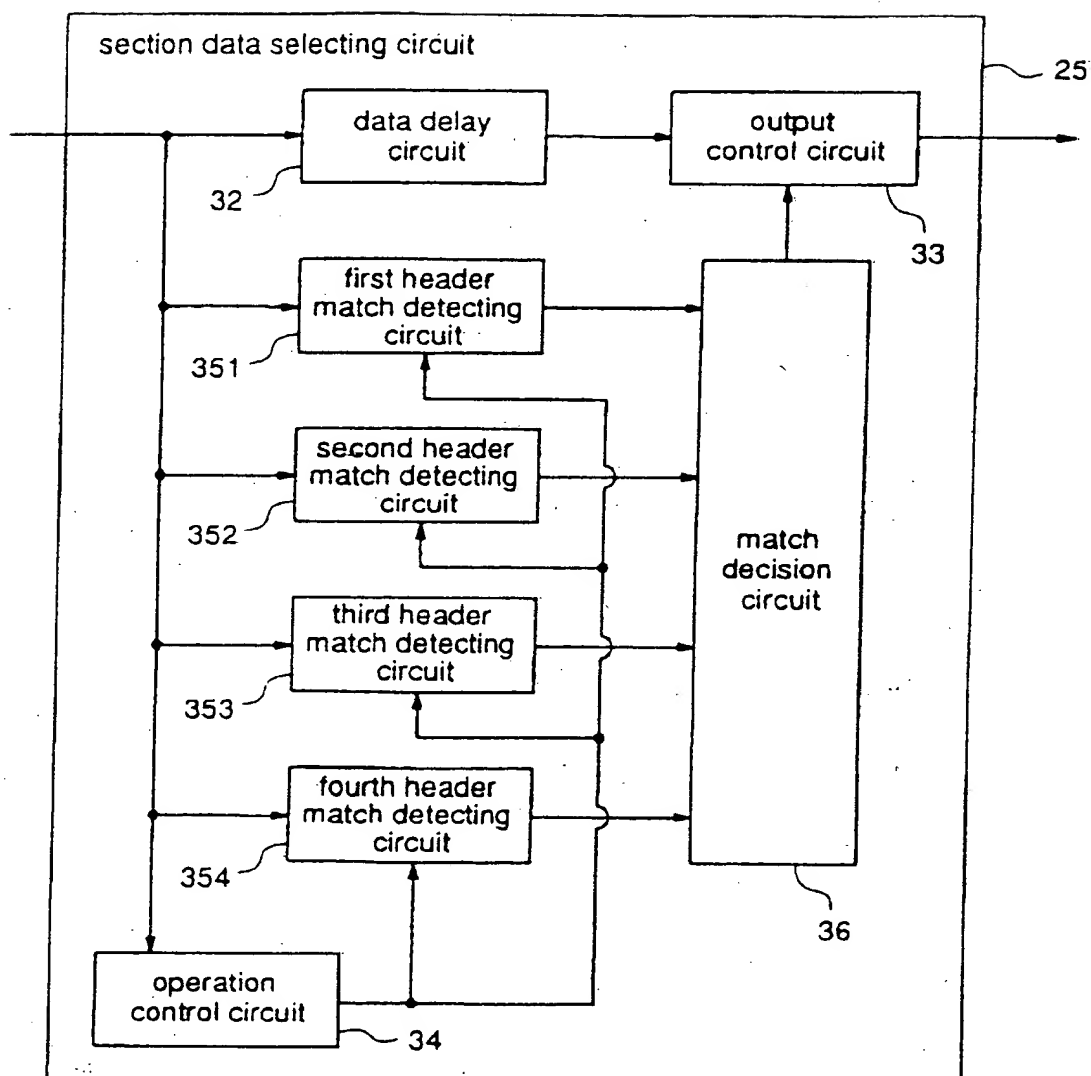 section data selecting circuit
25
data delay
circuit
32
output
control circuit
33
first header
match detecting
circuit
351
second header
match detecting
circuit
352
match
decision
circuit
36
third header
match detecting
circuit
353
fourth header
match detecting
circuit
354
operation
control circuit
34